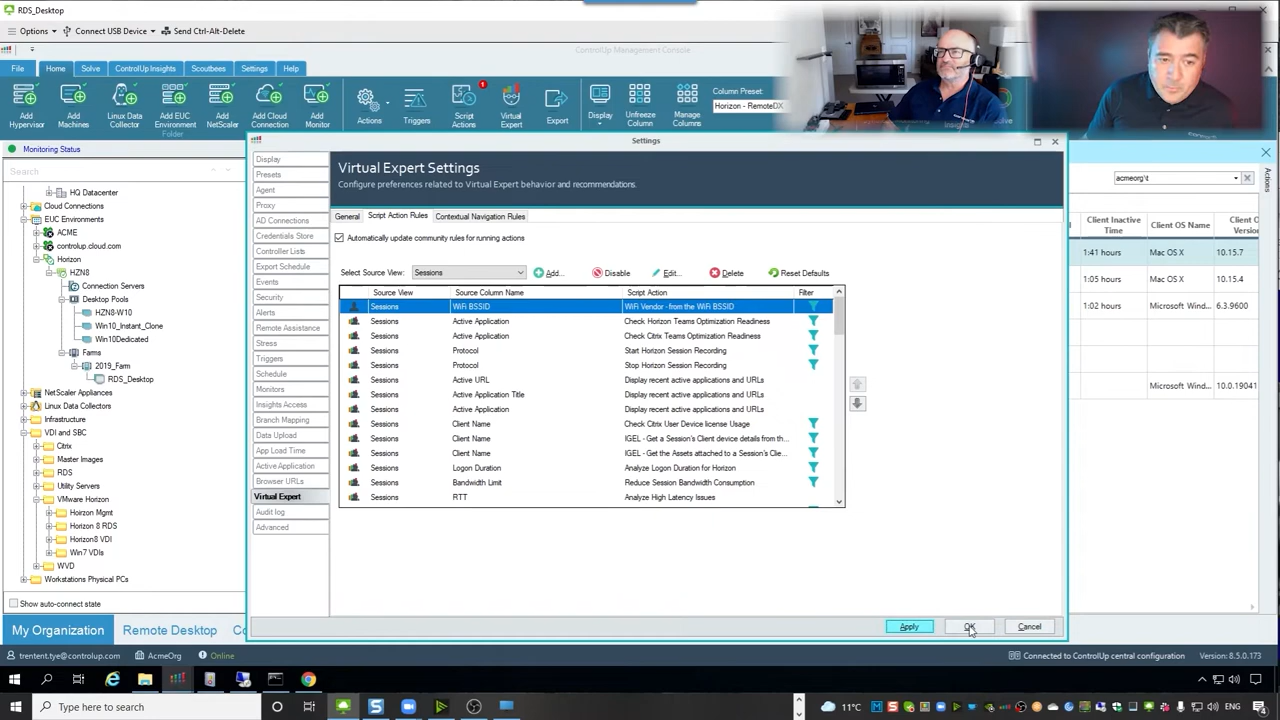 RDS_Desktop
Options
Connect USB Device
Send Ctrl-Alt-Delete
ControlUp Management Console
File
Home
Solve
ControlUp Insights
Scoutbees
Settings
Help
Add Hypervisor
Add Machines
Linux Data Collector
Add EUC Environment
Add NetScaler
Add Cloud Connection
Add Monitor
Folder
Actions
Triggers
Script Actions
1
Virtual Expert
Export
Display
Unfreeze Column
Manage Columns
Column Preset:
Horizon - RemoteDX
Monitoring Status
Search
HQ Datacenter
Cloud Connections
EUC Environments
ACME
controlup.cloud.com
Horizon
HZN8
Connection Servers
Desktop Pools
HZN8-W10
Win10_Instant_Clone
Win10Dedicated
Farms
2019_Farm
RDS_Desktop
NetScaler Appliances
Linux Data Collectors
Infrastructure
VDI and SBC
Citrix
Master Images
RDS
Utility Servers
VMware Horizon
Hoirzon Mgmt
Horizon 8 RDS
Horizon8 VDI
Win7 VDIs
WVD
Workstations Physical PCs
Show auto-connect state
My Organization
Remote Desktop
Settings
Display
Presets
Agent
Proxy
AD Connections
Credentials Store
Controller Lists
Export Schedule
Events
Security
Alerts
Remote Assistance
Stress
Triggers
Schedule
Monitors
Insights Access
Branch Mapping
Data Upload
App Load Time
Active Application
Browser URLs
Virtual Expert
Audit log
Advanced
Virtual Expert Settings
Configure preferences related to Virtual Expert behavior and recommendations.
General
Script Action Rules
Contextual Navigation Rules
Automatically update community rules for running actions
Select Source View: Sessions
Add...
Disable
Edit...
Delete
Reset Defaults
Source View Source Column Name Script Action Filter
Sessions WiFi BSSID WiFi Vendor - from the WiFi BSSID
Sessions Active Application Check Horizon Teams Optimization Readiness
Sessions Active Application Check Citrix Teams Optimization Readiness
Sessions Protocol Start Horizon Session Recording
Sessions Protocol Stop Horizon Session Recording
Sessions Active URL Display recent active applications and URLs
Sessions Active Application Title Display recent active applications and URLs
Sessions Active Application Display recent active applications and URLs
Sessions Client Name Check Citrix User Device license Usage
Sessions Client Name IGEL - Get a Session's Client device details from th...
Sessions Client Name IGEL - Get the Assets attached to a Session's Clie...
Sessions Logon Duration Analyze Logon Duration for Horizon
Sessions Bandwidth Limit Reduce Session Bandwidth Consumption
Sessions RTT Analyze High Latency Issues
Apply
OK
Cancel
acmeorg\t
Actions
Client Inactive Time
Client OS Name
1:41 hours Mac OS X 10.15.7
1:05 hours Mac OS X 10.15.4
1:02 hours Microsoft Wind... 6.3.9600
Microsoft Wind... 10.0.19041
trentent.tye@controlup.com
AcmeOrg
Online
Connected to ControlUp central configuration
Version: 8.5.0.173
Type here to search
11°C